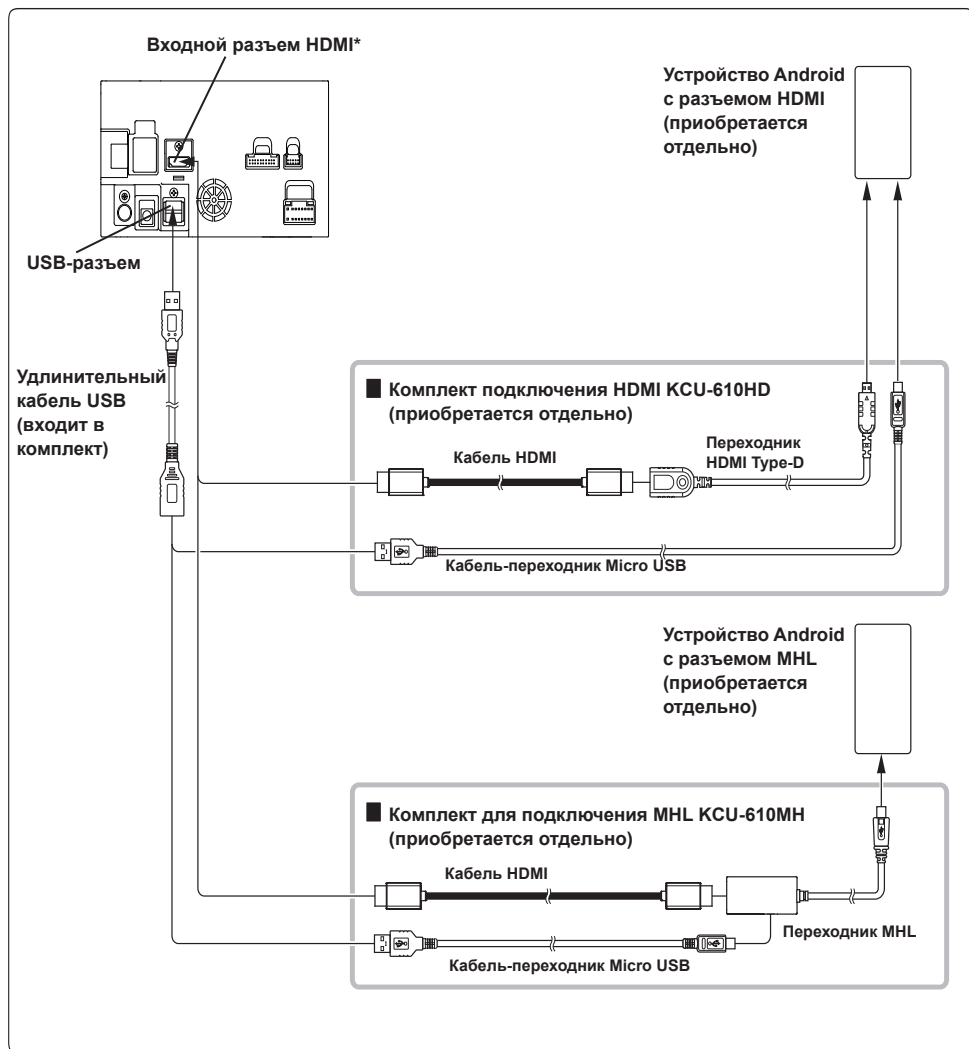 Входной разъем HDMI*
Устройство Android
с разъемом HDMI
(приобретается
отдельно)
USB-разъем
Удлинительный
кабель USB
(входит в
комплект)
Комплект подключения HDMI KCU-610HD
(приобретается отдельно)
Кабель HDMI
Переходник
HDMI Type-D
Кабель-переходник Micro USB
Устройство Android
с разъемом MHL
(приобретается
отдельно)
Комплект для подключения MHL KCU-610MH
(приобретается отдельно)
Кабель HDMI
Переходник MHL
Кабель-переходник Micro USB